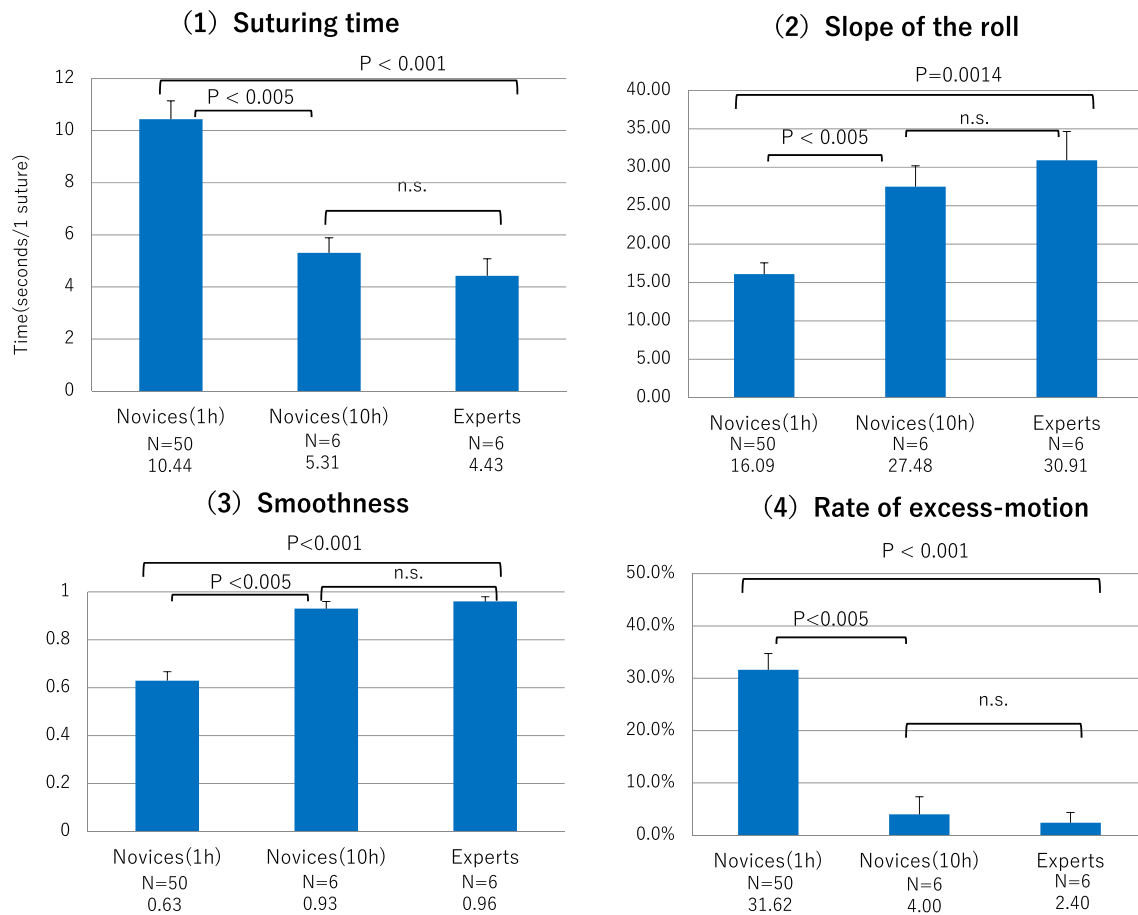 (1) Suturing time
P < 0.001
P < 0.005
n.s.
Time(seconds/1 suture)
12
10
8
6
4
2
0
Novices(1h) Novices(10h) Experts
N=50 N=6 N=6
10.44 5.31 4.43
(2) Slope of the roll
P=0.0014
P < 0.005
n.s.
40.00
35.00
30.00
25.00
20.00
15.00
10.00
5.00
0.00
Novices(1h) Novices(10h) Experts
N=50 N=6 N=6
16.09 27.48 30.91
(3) Smoothness
P<0.001
P <0.005
n.s.
1
0.8
0.6
0.4
0.2
0
Novices(1h) Novices(10h) Experts
N=50 N=6 N=6
0.63 0.93 0.96
(4) Rate of excess-motion
P < 0.001
P<0.005
n.s.
50.0%
40.0%
30.0%
20.0%
10.0%
0.0%
Novices(1h) Novices(10h) Experts
N=50 N=6 N=6
31.62 4.00 2.40